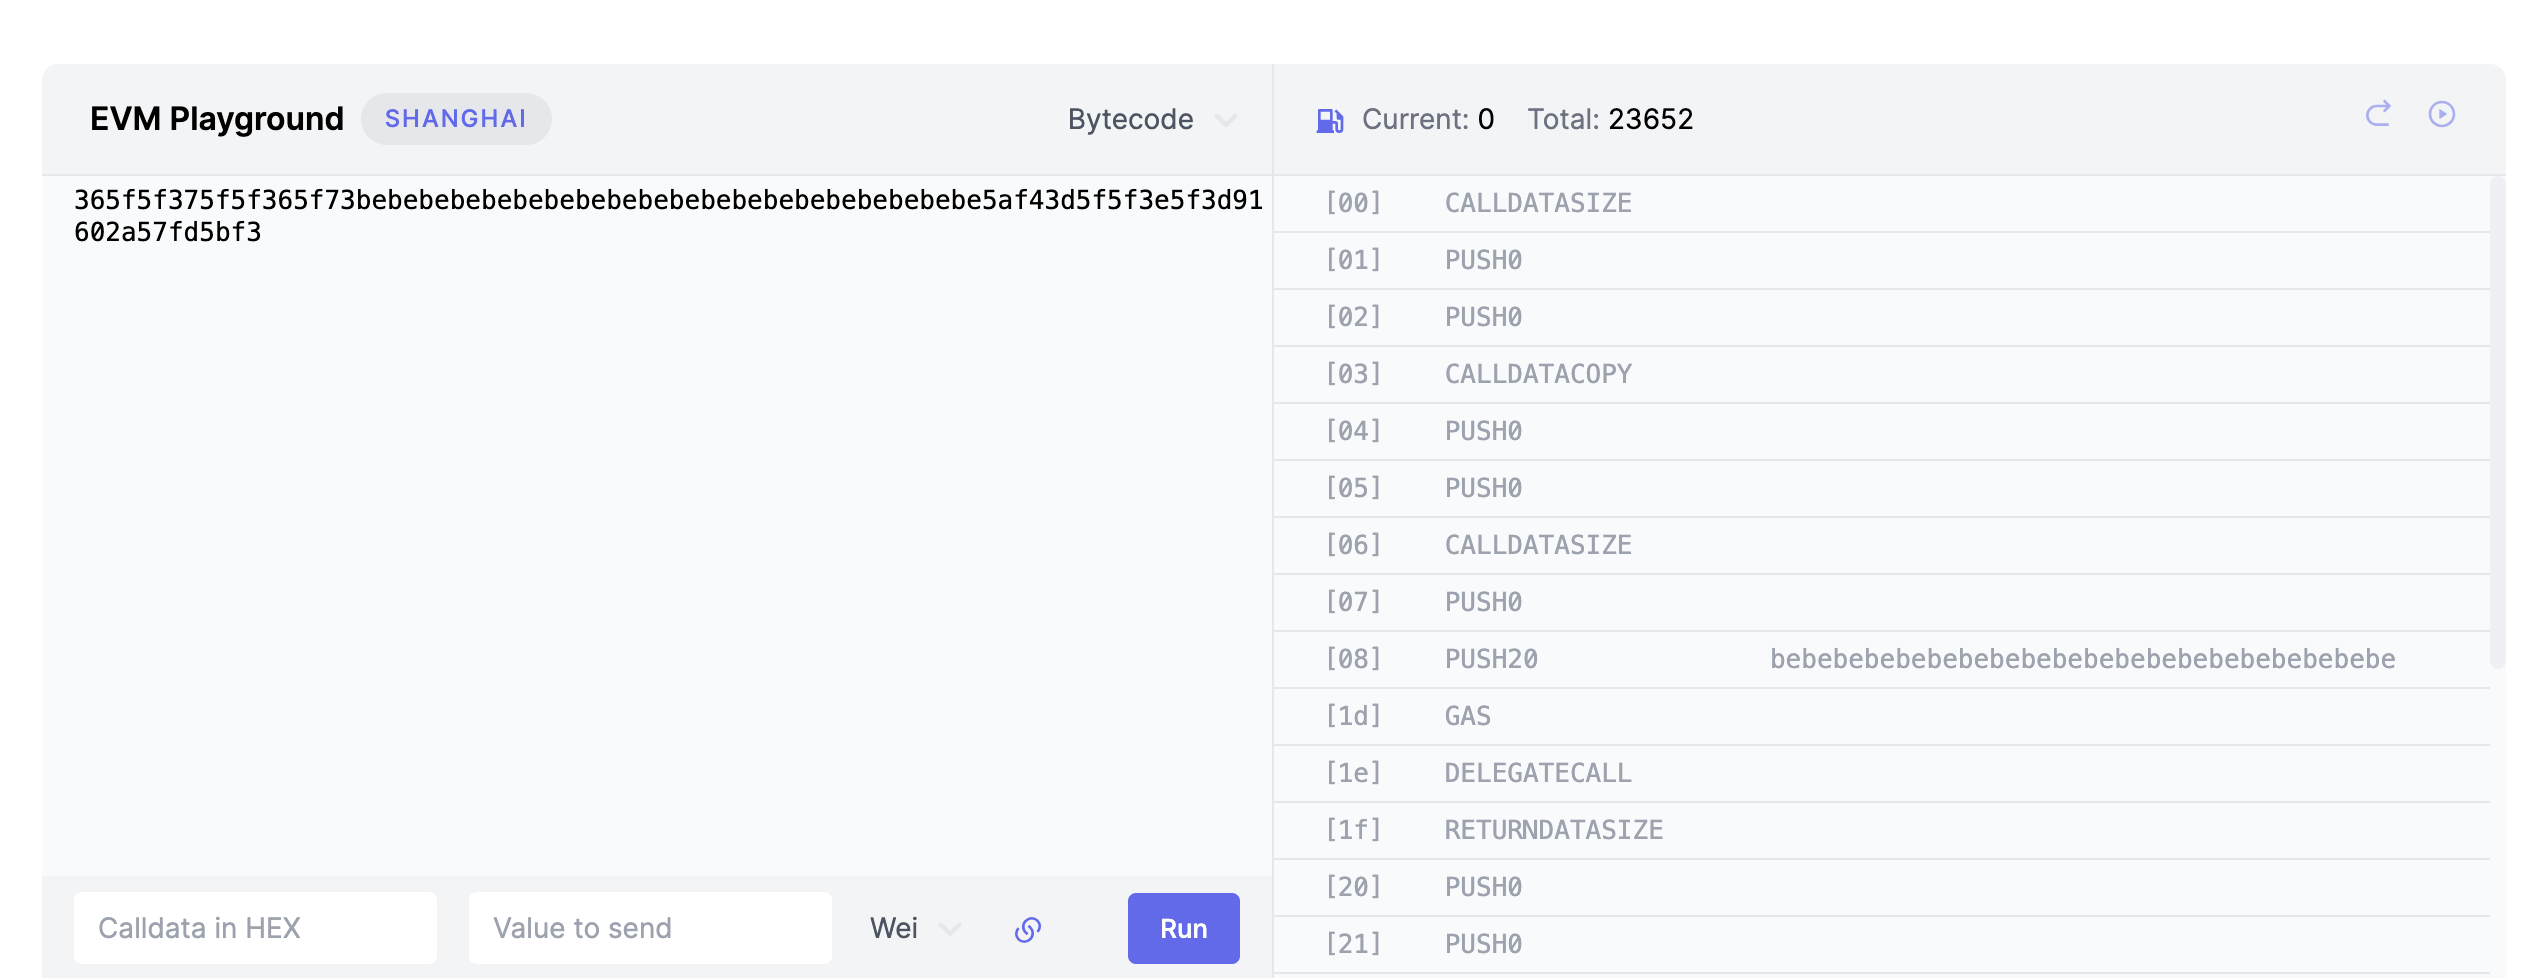 EVM Playground SHANGHAI Bytecode
365f5f375f5f365f73bebebebebebebebebebebebebebebebebebebebe5af43d5f5f3e5f3d91
602a57fd5bf3
Calldata in HEX Value to send Wei Run
Current: 0 Total: 23652
[00] CALLDATASIZE
[01] PUSH0
[02] PUSH0
[03] CALLDATACOPY
[04] PUSH0
[05] PUSH0
[06] CALLDATASIZE
[07] PUSH0
[08] PUSH20 bebebebebebebebebebebebebebebebebebebebe
[1d] GAS
[1e] DELEGATECALL
[1f] RETURNDATASIZE
[20] PUSH0
[21] PUSH0